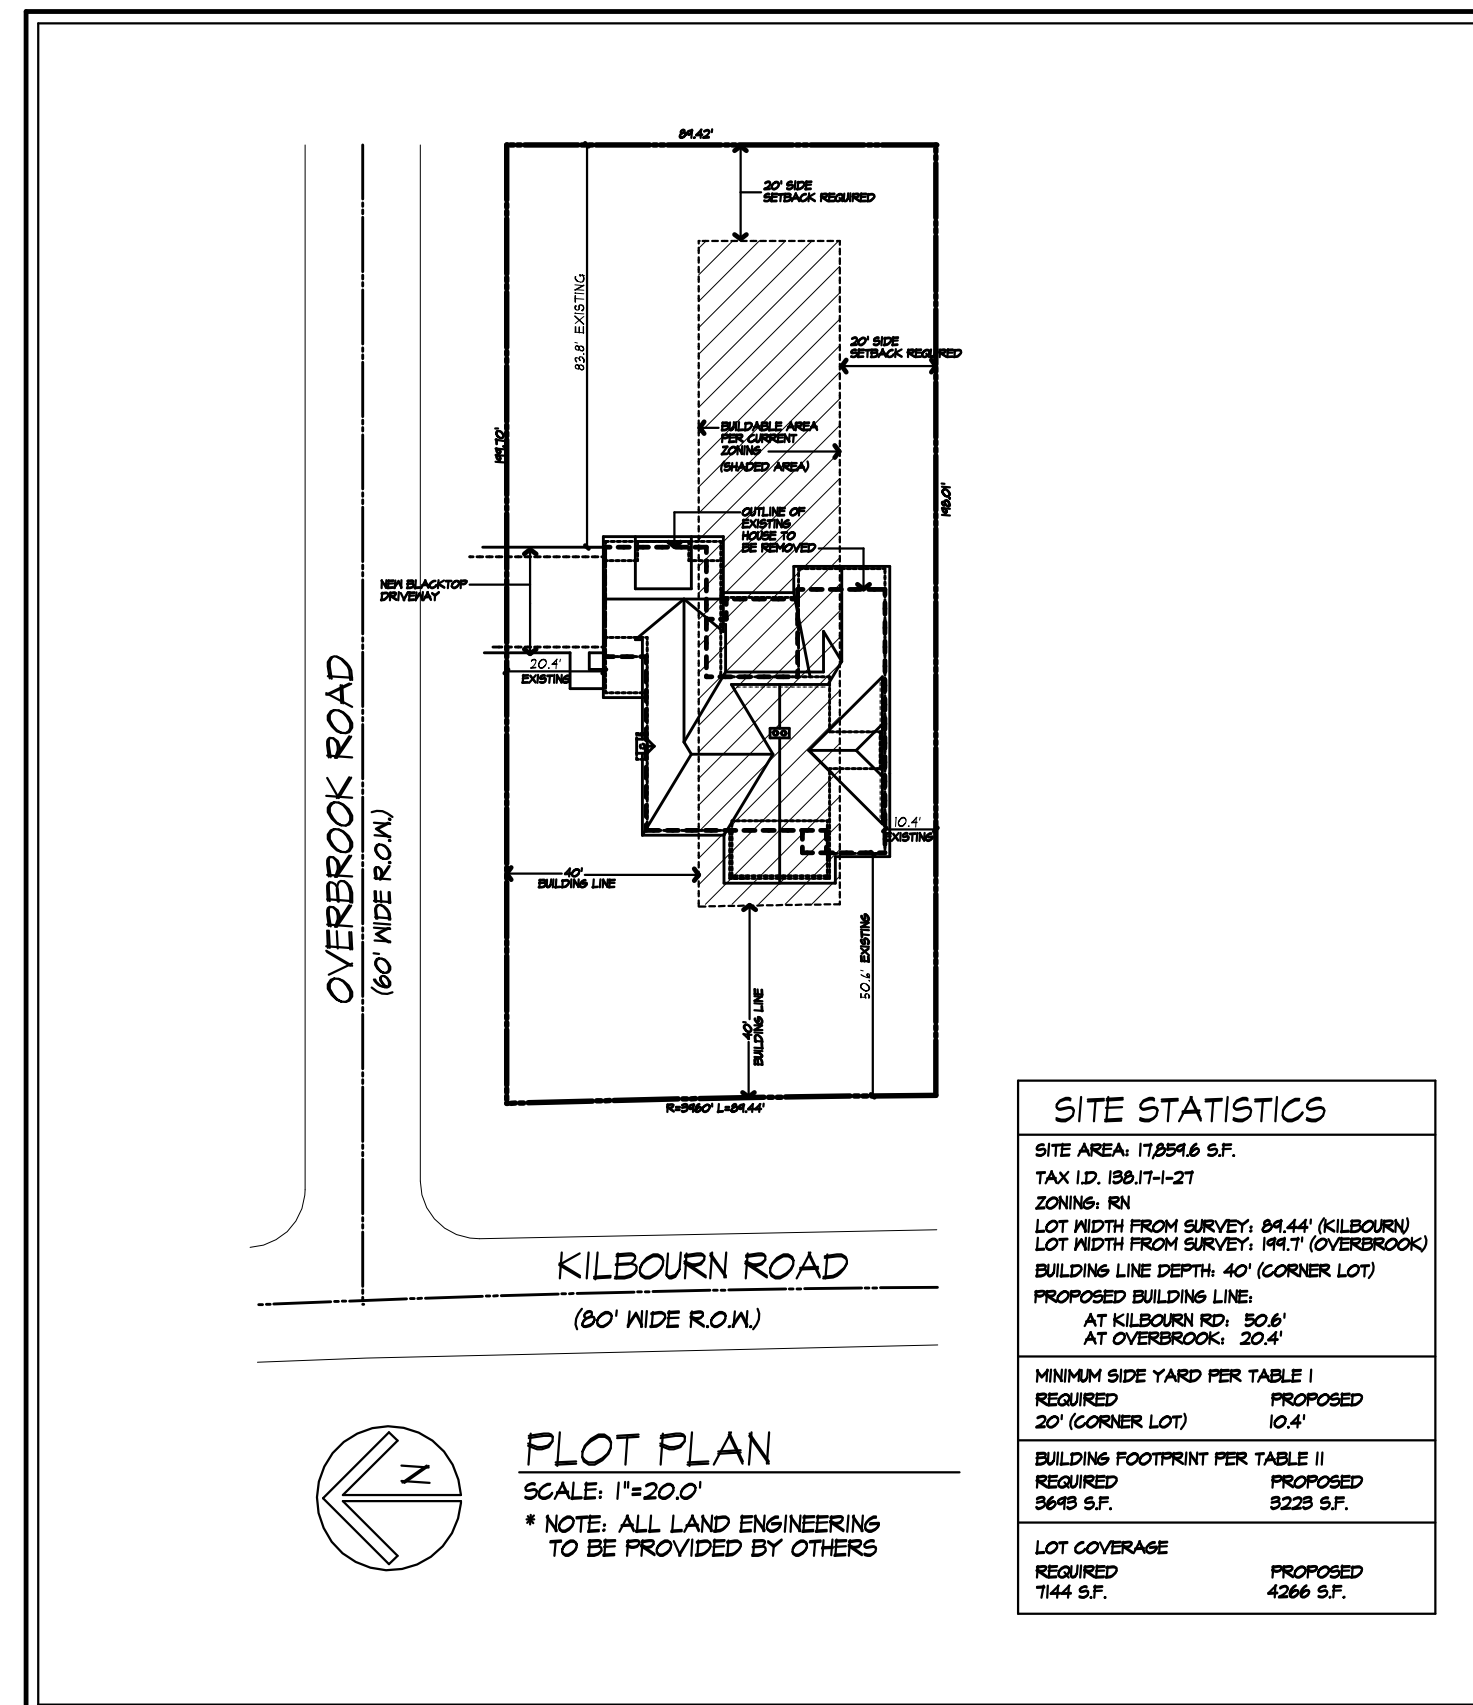 89.42'
20' SIDE
SETBACK REQUIRED
83.8' EXISTING
20' SIDE
SETBACK REQUIRED
199.70'
BUILDABLE AREA
PER CURRENT
ZONING
(SHADED AREA)
198.01'
OUTLINE OF
EXISTING
HOUSE TO
BE REMOVED
NEW BLACKTOP
DRIVEWAY
20.4'
EXISTING
OVERBROOK ROAD
(60' WIDE R.O.W.)
10.4'
EXISTING
40'
BUILDING LINE
50.6' EXISTING
40'
BUILDING LINE
R=3960' L=89.44'
KILBOURN ROAD
(80' WIDE R.O.W.)
N
PLOT PLAN
SCALE: 1"=20.0'
* NOTE: ALL LAND ENGINEERING
TO BE PROVIDED BY OTHERS
SITE STATISTICS
SITE AREA: 17,859.6 S.F.
TAX I.D. 138.17-1-27
ZONING: RN
LOT WIDTH FROM SURVEY: 89.44' (KILBOURN)
LOT WIDTH FROM SURVEY: 199.7' (OVERBROOK)
BUILDING LINE DEPTH: 40' (CORNER LOT)
PROPOSED BUILDING LINE:
AT KILBOURN RD: 50.6'
AT OVERBROOK: 20.4'
MINIMUM SIDE YARD PER TABLE I
REQUIRED PROPOSED
20' (CORNER LOT) 10.4'
BUILDING FOOTPRINT PER TABLE II
REQUIRED PROPOSED
3693 S.F. 3223 S.F.
LOT COVERAGE
REQUIRED PROPOSED
7144 S.F. 4266 S.F.